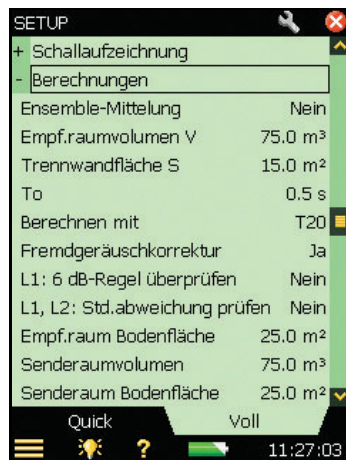 SETUP
+ Schallaufzeichnung
- Berechnungen
Ensemble-Mittelung Nein
Empf.raumvolumen V 75.0 m³
Trennwandfläche S 15.0 m²
To 0.5 s
Berechnen mit T20
Fremdgeräuschkorrektur Ja
L1: 6 dB-Regel überprüfen Nein
L1, L2: Std.abweichung prüfen Nein
Empf.raum Bodenfläche 25.0 m²
Senderaumvolumen 75.0 m³
Senderaum Bodenfläche 25.0 m²
Quick Voll
? 11:27:03